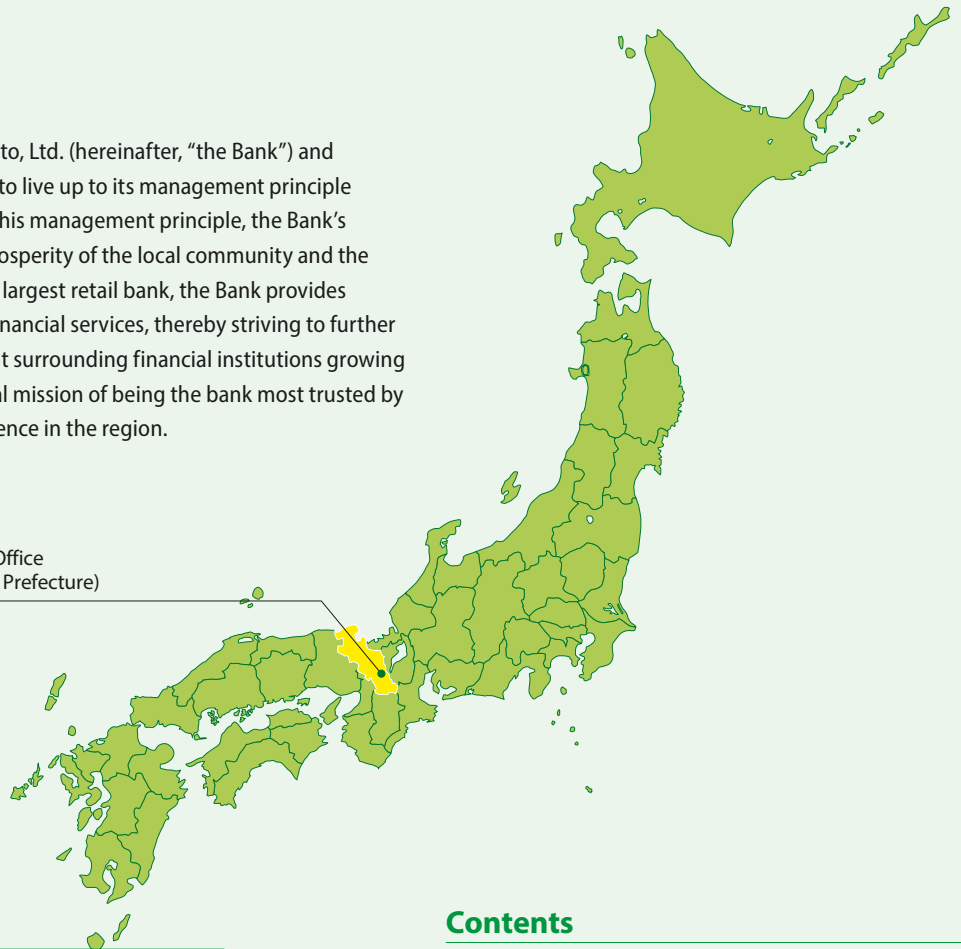 to, Ltd. (hereinafter, “the Bank”) and
to live up to its management principle
his management principle, the Bank’s
osperity of the local community and the
largest retail bank, the Bank provides
nancial services, thereby striving to further
t surrounding financial institutions growing
al mission of being the bank most trusted by
ence in the region.
Office
Prefecture)
Contents